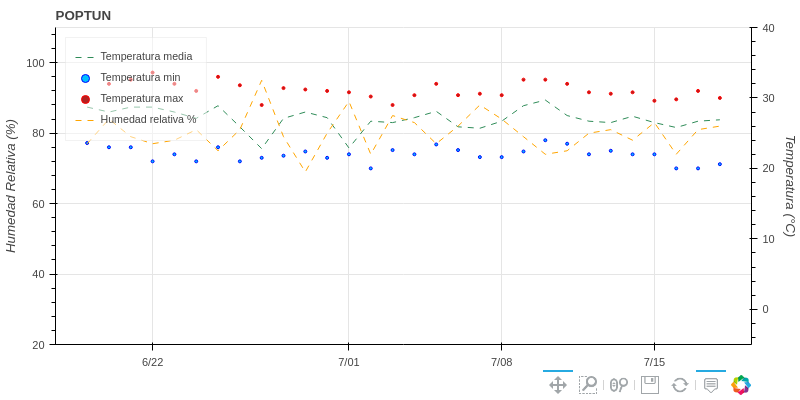 POPTUN
Temperatura media
Temperatura min
Temperatura max
Humedad relativa %
Humedad Relativa (%)
100
80
60
40
20
40
30
20
10
0
Temperatura (°C)
6/22
7/01
7/08
7/15